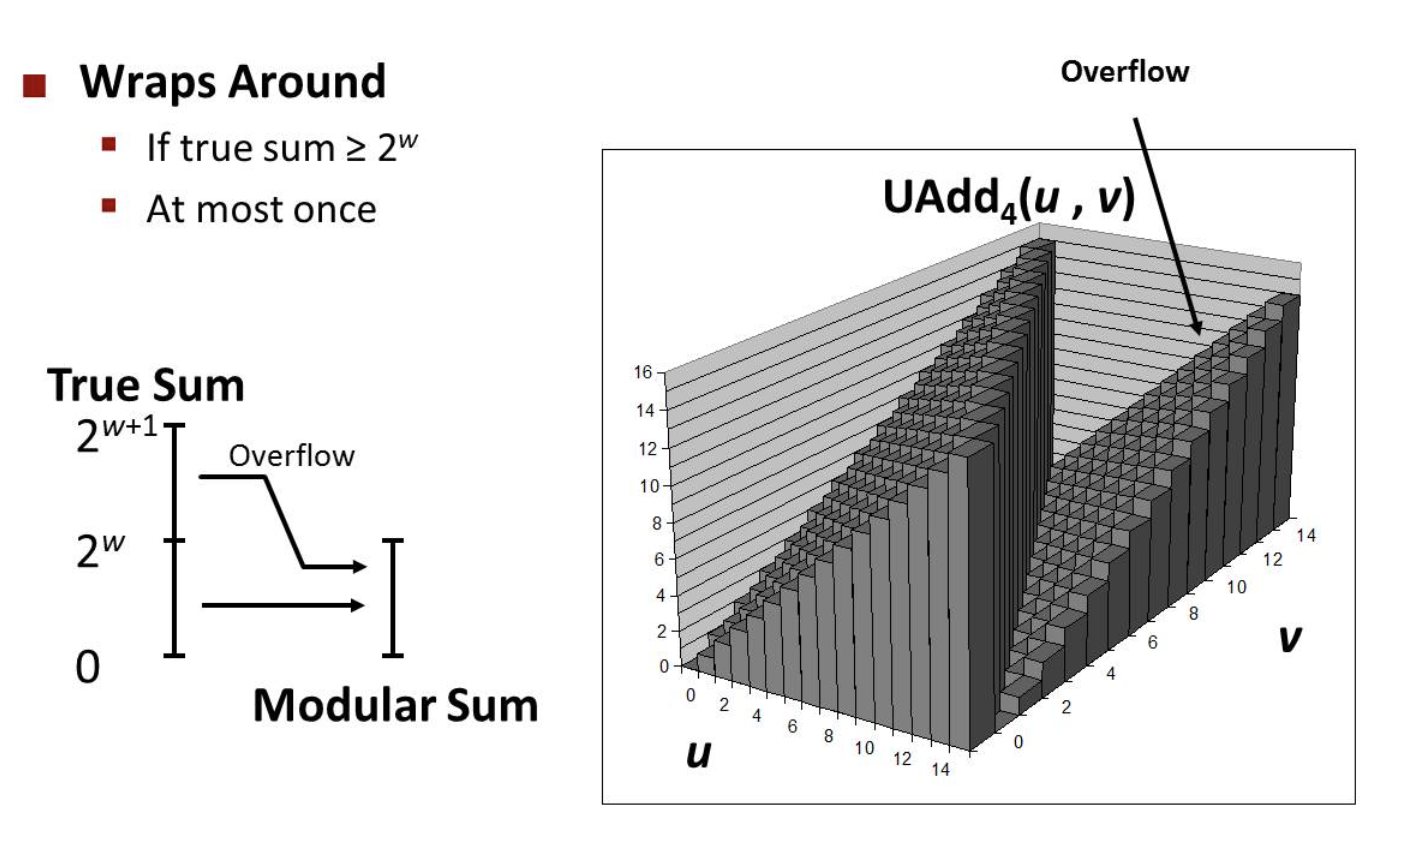 Wraps Around
If true sum ≥ 2^w
At most once
True Sum
2^w+1
Overflow
2^w
0
Modular Sum
Overflow
UAdd4(u , v)
16
14
12
10
8
6
4
2
0
0
2
4
6
8
10
12
14
u
0
2
4
6
8
10
12
14
v